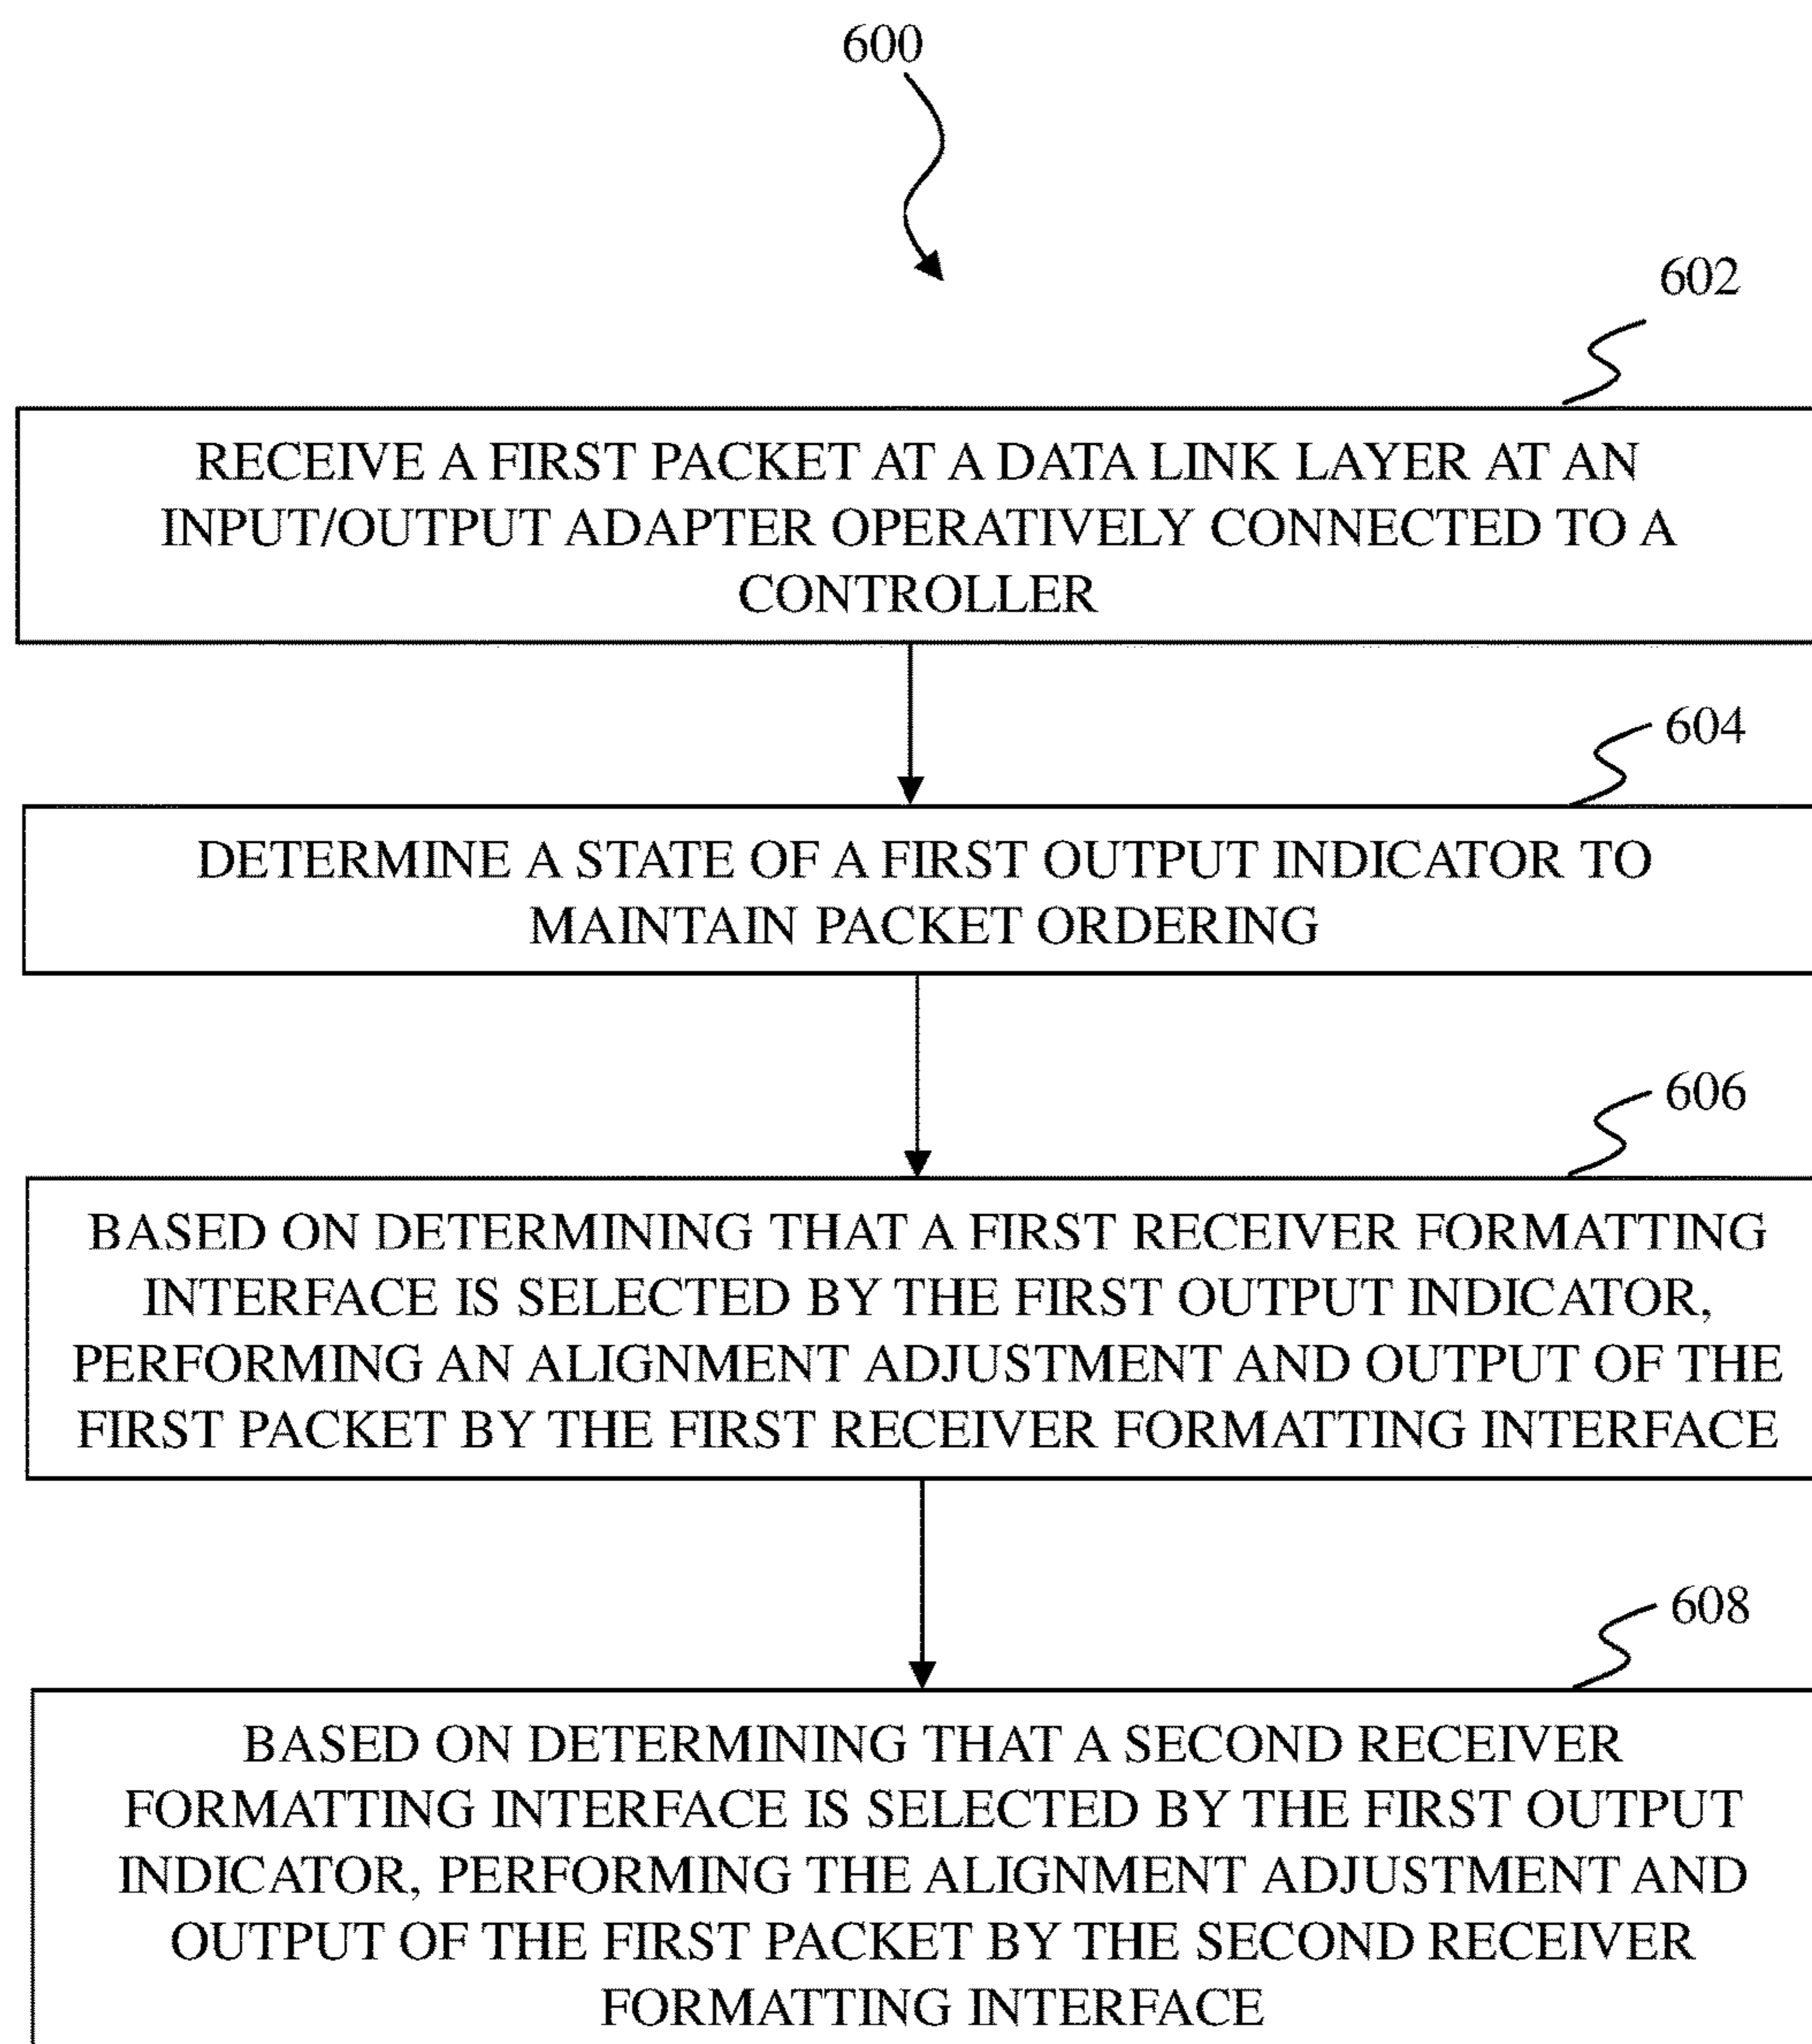 600
602
RECEIVE A FIRST PACKET AT A DATA LINK LAYER AT AN
INPUT/OUTPUT ADAPTER OPERATIVELY CONNECTED TO A
CONTROLLER
604
DETERMINE A STATE OF A FIRST OUTPUT INDICATOR TO
MAINTAIN PACKET ORDERING
606
BASED ON DETERMINING THAT A FIRST RECEIVER FORMATTING
INTERFACE IS SELECTED BY THE FIRST OUTPUT INDICATOR,
PERFORMING AN ALIGNMENT ADJUSTMENT AND OUTPUT OF THE
FIRST PACKET BY THE FIRST RECEIVER FORMATTING INTERFACE
608
BASED ON DETERMINING THAT A SECOND RECEIVER
FORMATTING INTERFACE IS SELECTED BY THE FIRST OUTPUT
INDICATOR, PERFORMING THE ALIGNMENT ADJUSTMENT AND
OUTPUT OF THE FIRST PACKET BY THE SECOND RECEIVER
FORMATTING INTERFACE